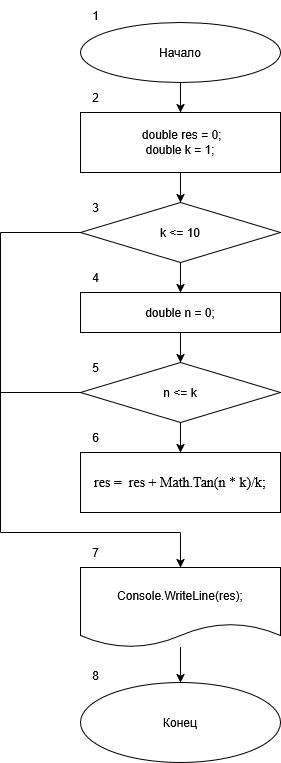 1
Начало
2
double res = 0;
double k = 1;
3
k <= 10
4
double n = 0;
5
n <= k
6
res =  res + Math.Tan(n * k)/k;
7
Console.WriteLine(res);
8
Конец